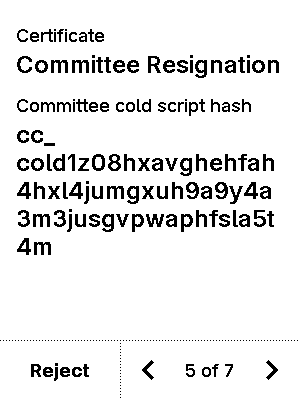 Certificate
Committee Resignation
Committee cold script hash
cc_
cold1z08hxavghehfah
4hxl4jumgxuh9a9y4a
3m3jusgvpwaphfsla5t
4m
Reject
5 of 7